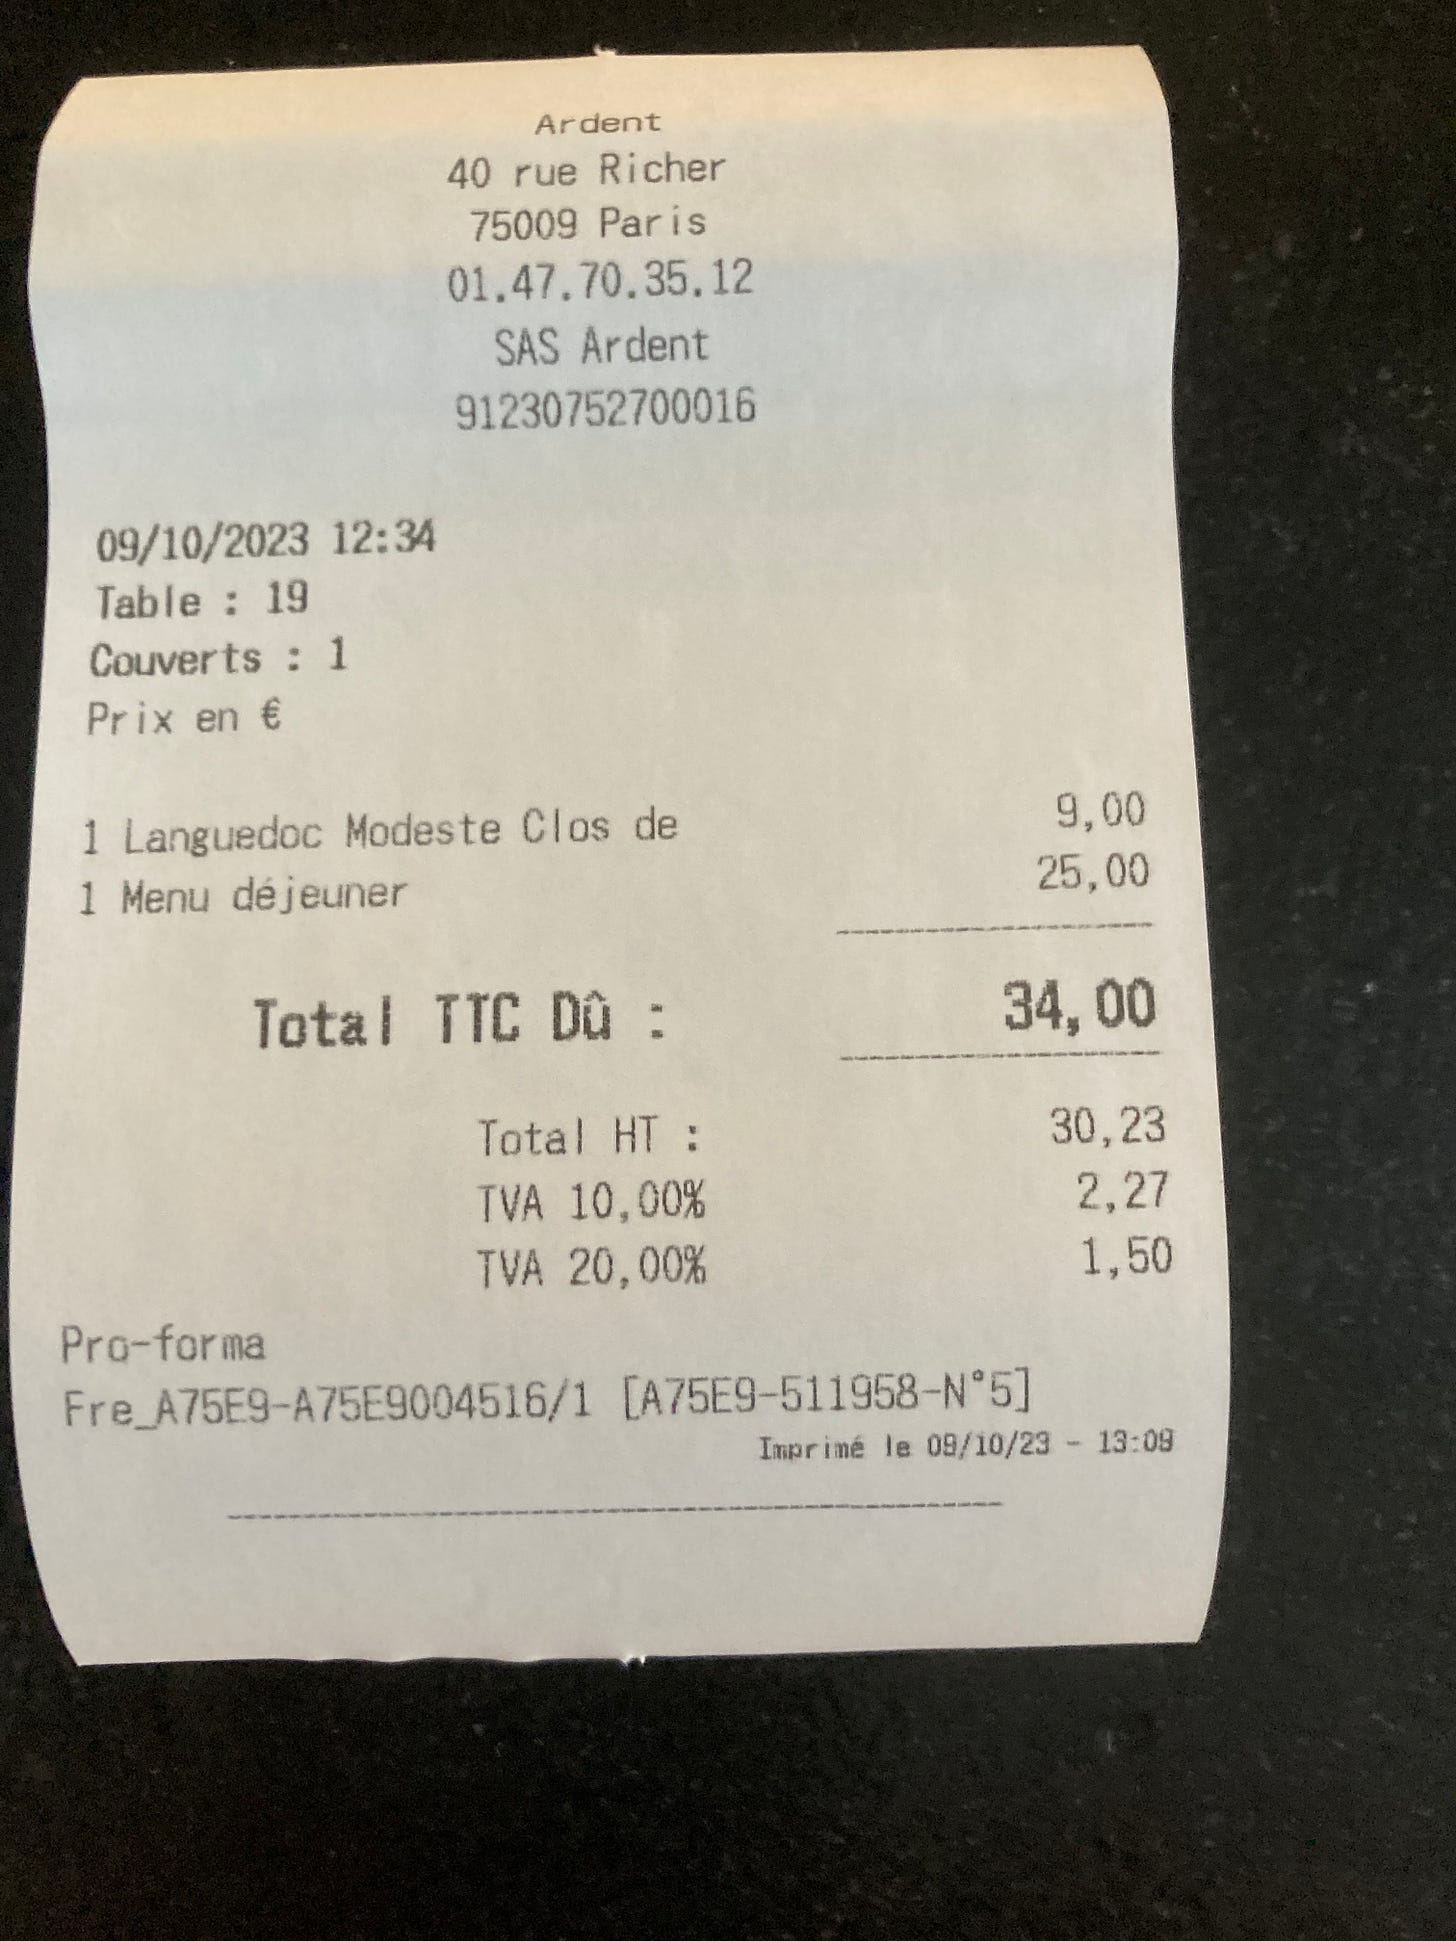 Ardent
40 rue Richer
75009 Paris
01.47.70.35.12
SAS Ardent
91230752700016
09/10/2023 12:34
Table : 19
Couverts : 1
Prix en €
1 Languedoc Modeste Clos de 9,00
1 Menu déjeuner 25,00
Total TTC Dû : 34,00
Total HT : 30,23
TVA 10,00% 2,27
TVA 20,00% 1,50
Pro-forma
Fre_A75E9-A75E9004516/1 [A75E9-511958-N°5]
Imprimé le 09/10/23 - 13:09